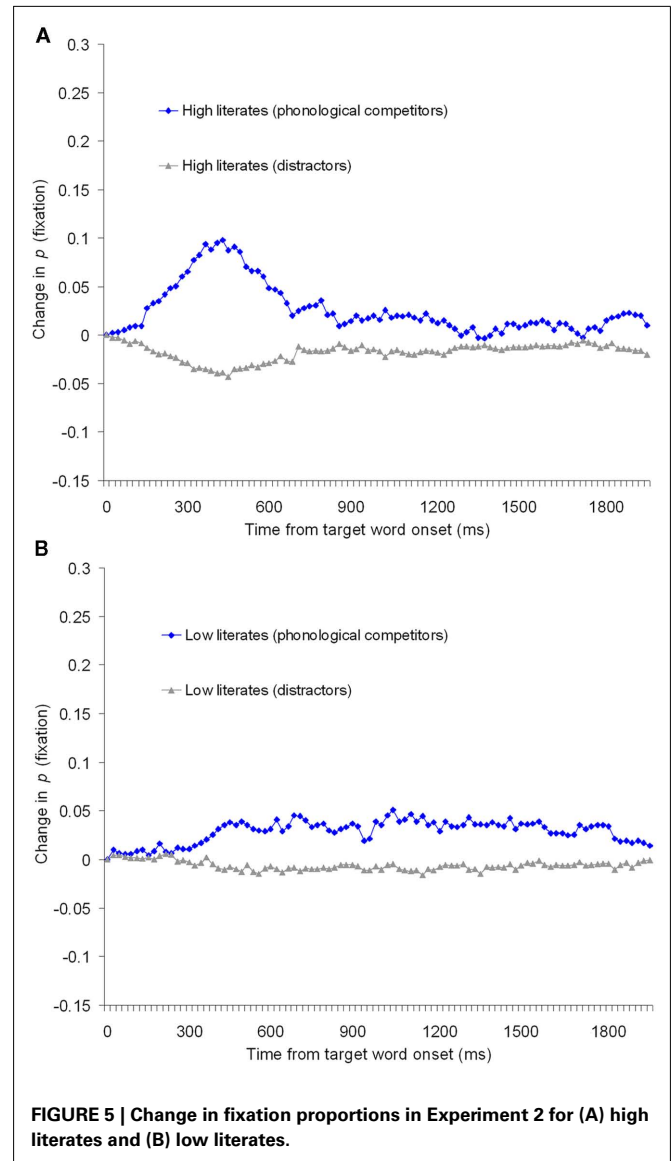 A
0.3
0.25
High literates (phonological competitors)
0.2
High literates (distractors)
0.15
0.1
0.05
0
-0.05
-0.1
-0.15
Change in p (fixation)
0 300 600 900 1200 1500 1800
Time from target word onset (ms)
B
0.3
0.25
Low literates (phonological competitors)
0.2
Low literates (distractors)
0.15
0.1
0.05
0
-0.05
-0.1
-0.15
Change in p (fixation)
0 300 600 900 1200 1500 1800
Time from target word onset (ms)
FIGURE 5 | Change in fixation proportions in Experiment 2 for (A) high
literates and (B) low literates.